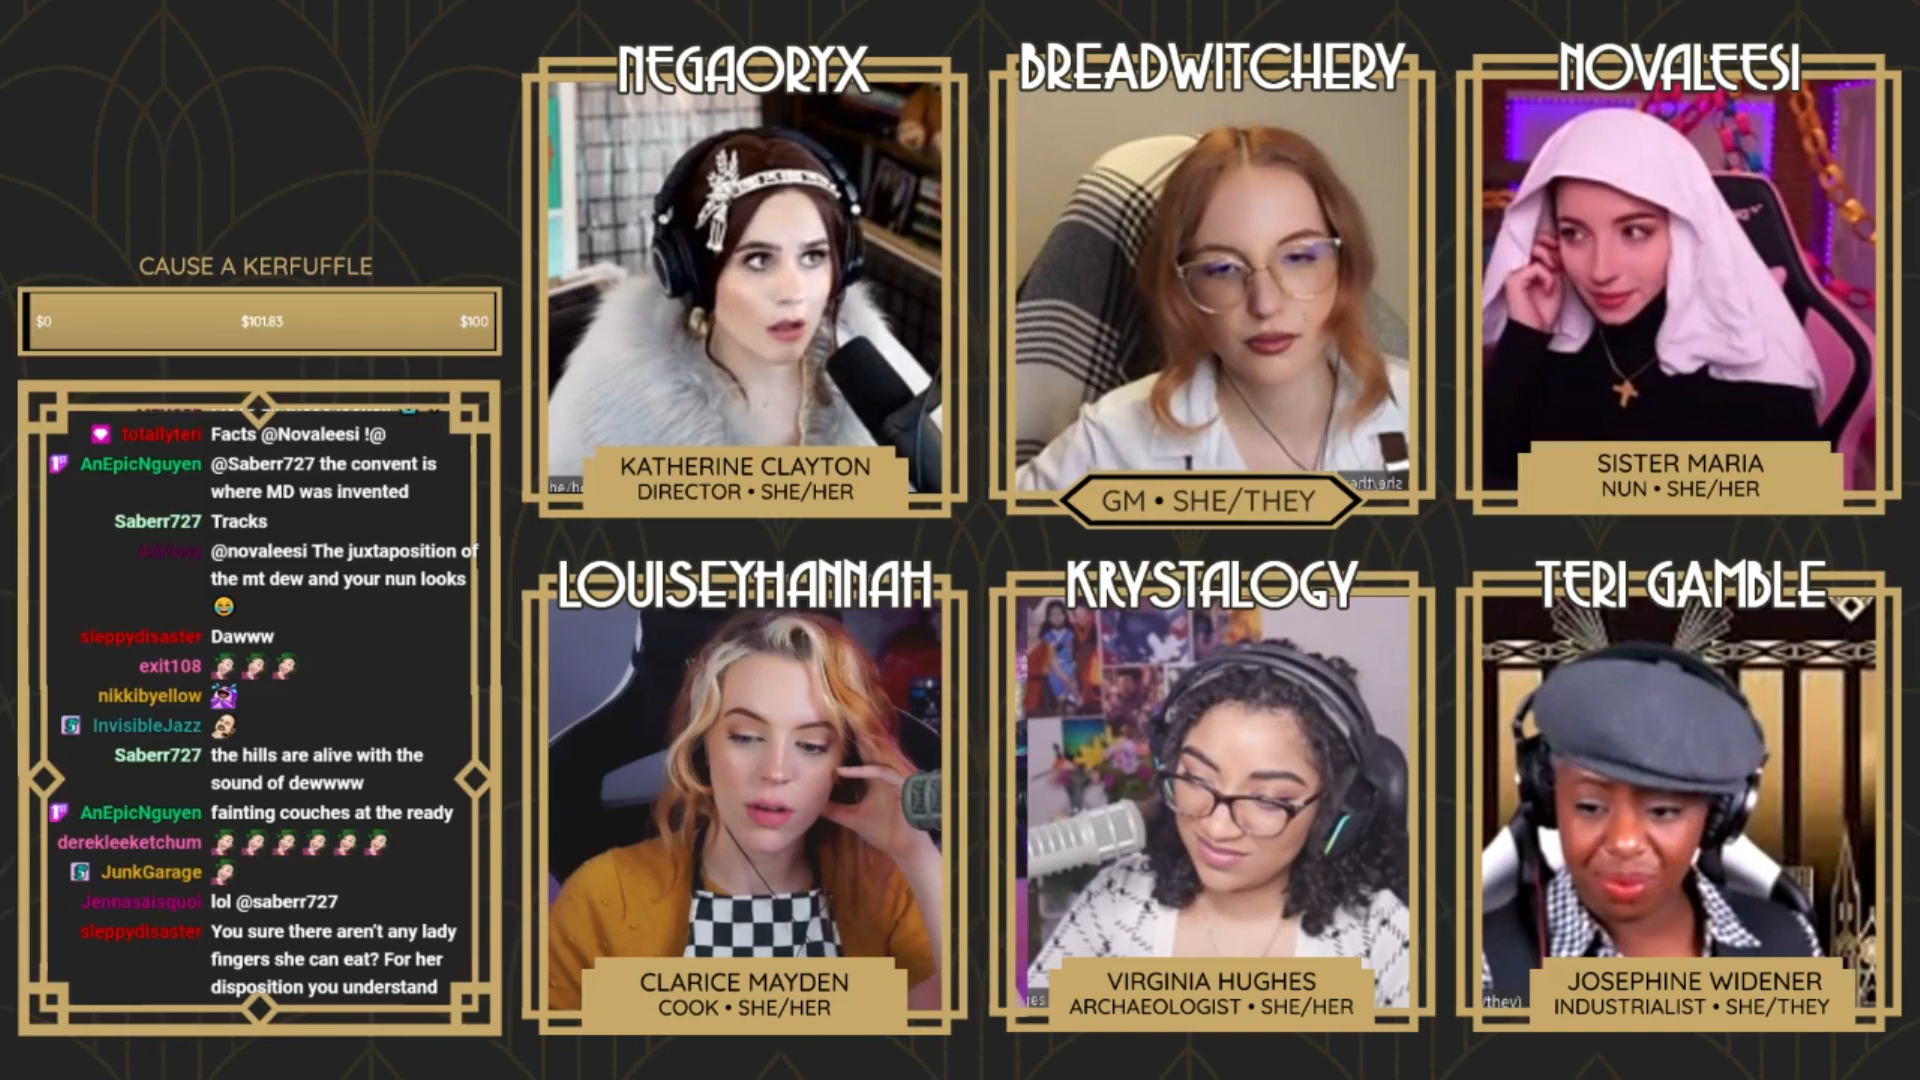 NEGAORYX
BREADWITCHERY
NOVALEESI
CAUSE A KERFUFFLE
$0
$101.83
$100
totallyteri Facts @Novaleesi !@
AnEpicNguyen @Saberr727 the convent is
where MD was invented
Saberr727 Tracks
Adriosa @novaleesi The juxtaposition of
the mt dew and your nun looks
😂
sleppydisaster Dawww
exit108
nikkibyellow
InvisibleJazz
Saberr727 the hills are alive with the
sound of dewwww
AnEpicNguyen fainting couches at the ready
derekleeketchum
JunkGarage
Jennasaisquoi lol @saberr727
sleppydisaster You sure there aren't any lady
fingers she can eat? For her
disposition you understand
KATHERINE CLAYTON
DIRECTOR • SHE/HER
GM • SHE/THEY
SISTER MARIA
NUN • SHE/HER
LOUISEYHANNAH
KRYSTALOGY
TERI GAMBLE
CLARICE MAYDEN
COOK • SHE/HER
VIRGINIA HUGHES
ARCHAEOLOGIST • SHE/HER
they)
JOSEPHINE WIDENER
INDUSTRIALIST • SHE/THEY